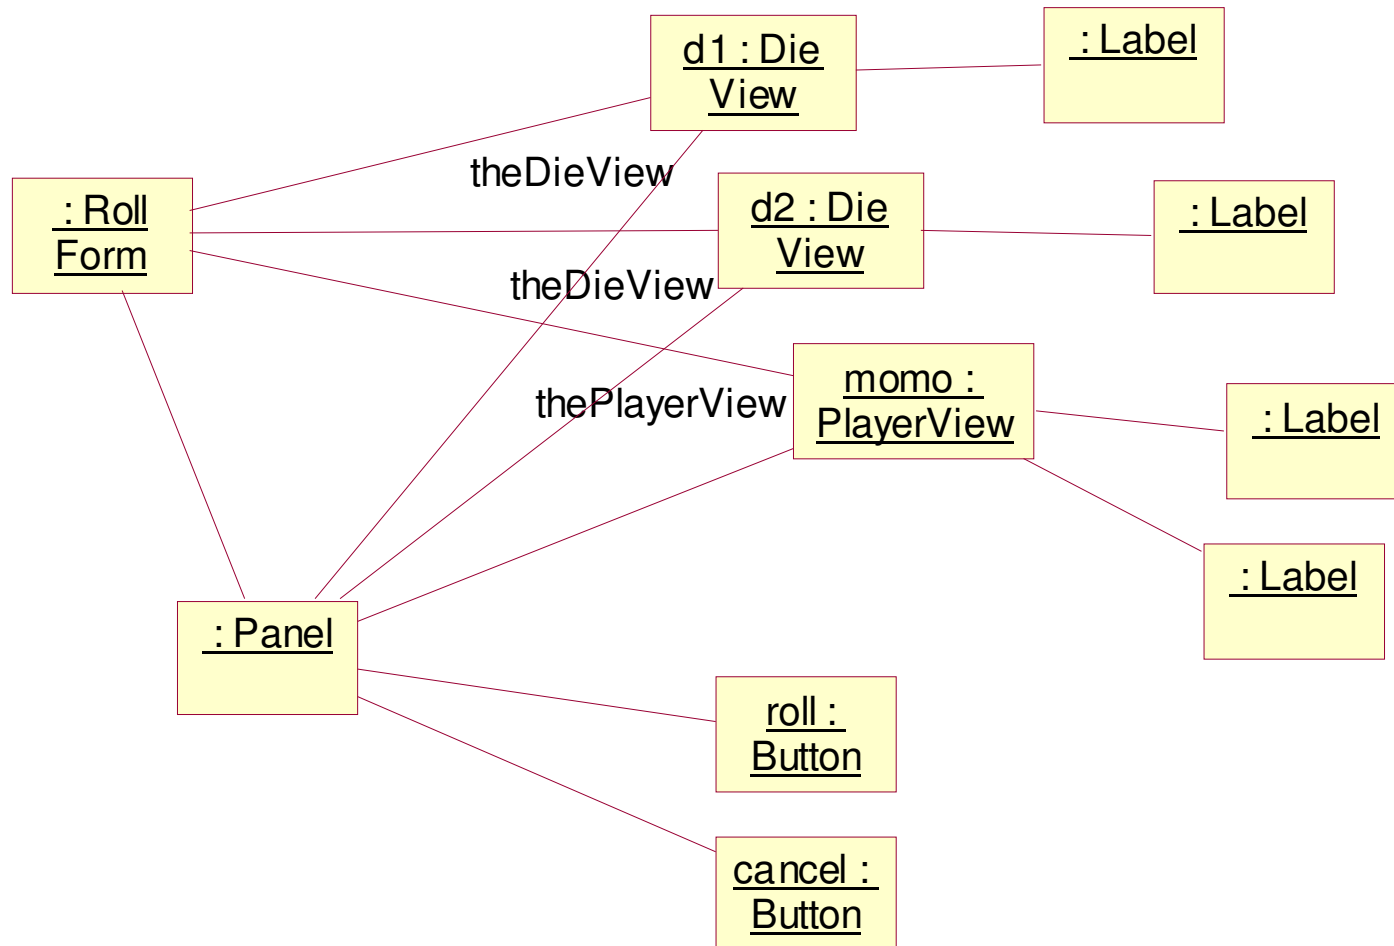 d1 : Die
View
: Label
theDieView
: Roll
Form
d2 : Die
View
: Label
theDieView
momo :
PlayerView
thePlayerView
: Label
: Label
: Panel
roll :
Button
cancel :
Button